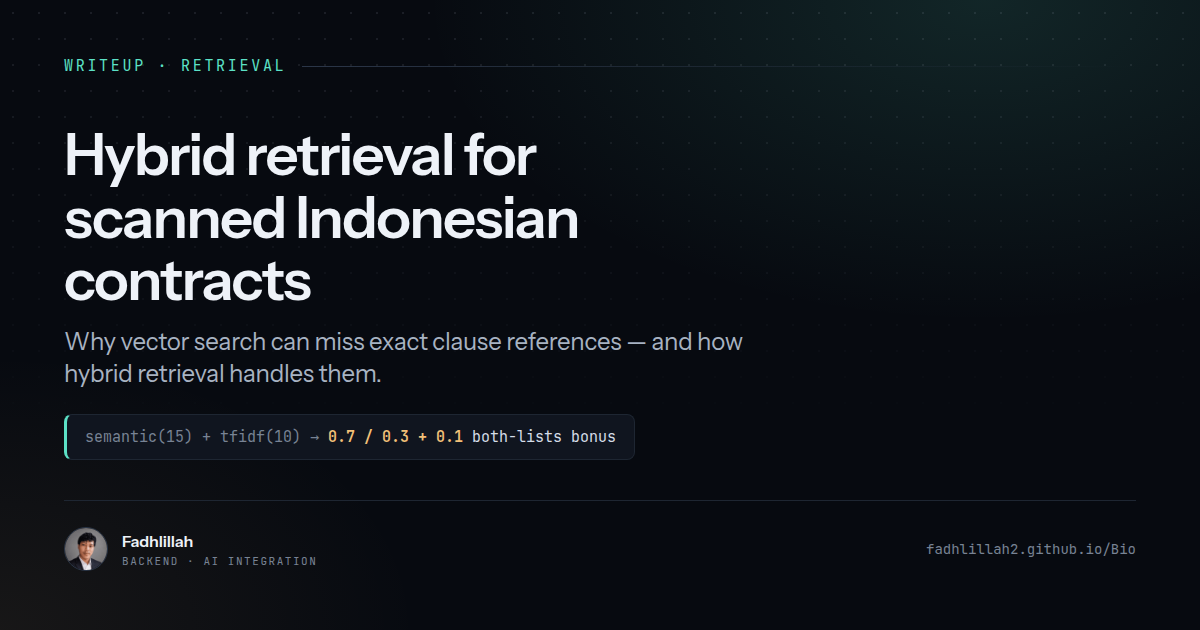 WRITEUP · RETRIEVAL
Hybrid retrieval for
scanned Indonesian
contracts
Why vector search can miss exact clause references — and how
hybrid retrieval handles them.
semantic(15) + tfidf(10) → 0.7 / 0.3 + 0.1 both-lists bonus
Fadhlillah
BACKEND · AI INTEGRATION
fadhlillah2.github.io/Bio